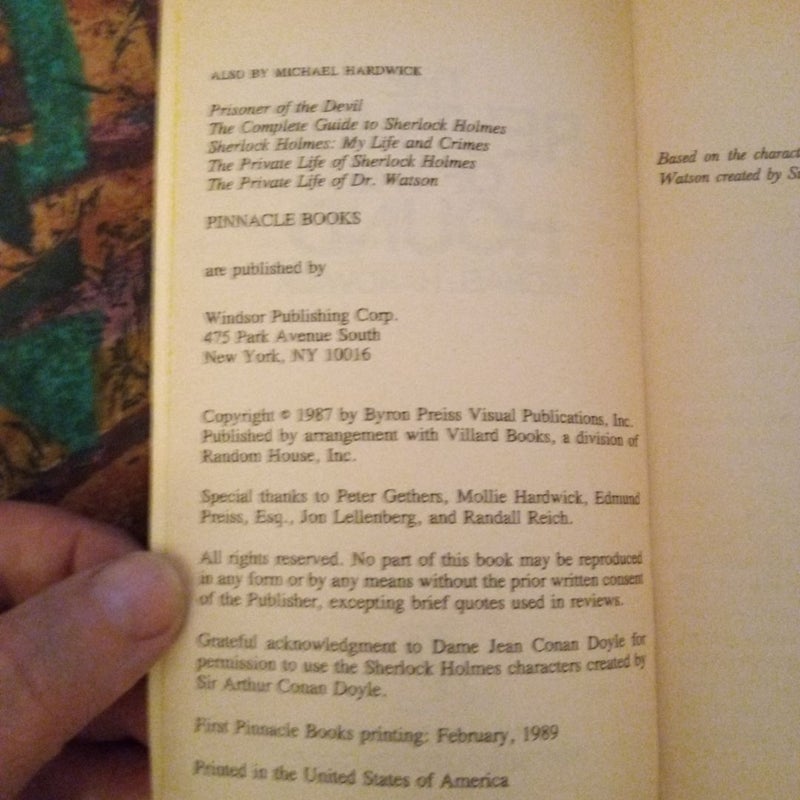 ALSO BY MICHAEL HARDWICK
Prisoner of the Devil
The Complete Guide to Sherlock Holmes
Sherlock Holmes: My Life and Crimes
The Private Life of Sherlock Holmes
The Private Life of Dr. Watson
PINNACLE BOOKS
are published by
Windsor Publishing Corp.
475 Park Avenue South
New York, NY 10016
Copyright © 1987 by Byron Preiss Visual Publications, Inc.
Published by arrangement with Villard Books, a division of
Random House, Inc.
Special thanks to Peter Gethers, Mollie Hardwick, Edmund
Preiss, Esq., Jon Lellenberg, and Randall Reich.
All rights reserved. No part of this book may be reproduced
in any form or by any means without the prior written consent
of the Publisher, excepting brief quotes used in reviews.
Grateful acknowledgment to Dame Jean Conan Doyle for
permission to use the Sherlock Holmes characters created by
Sir Arthur Conan Doyle.
First Pinnacle Books printing: February, 1989
Printed in the United States of America
Based on the charact
Watson created by S